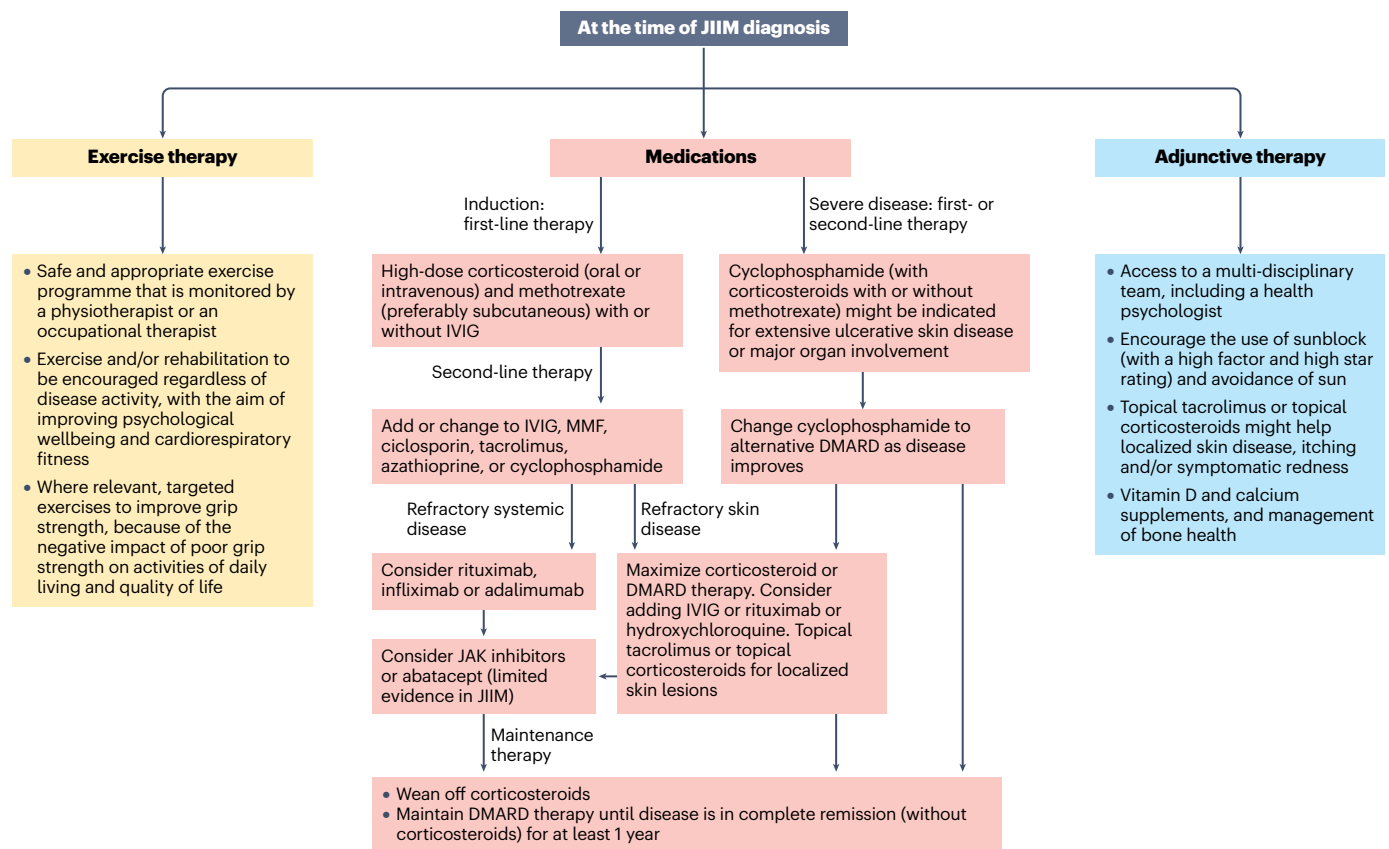 At the time of JIIM diagnosis
Exercise therapy
Medications
Adjunctive therapy
Induction:
first-line therapy
Severe disease: first- or
second-line therapy
• Safe and appropriate exercise
programme that is monitored by
a physiotherapist or an
occupational therapist
• Exercise and/or rehabilitation to
be encouraged regardless of
disease activity, with the aim of
improving psychological
wellbeing and cardiorespiratory
fitness
• Where relevant, targeted
exercises to improve grip
strength, because of the
negative impact of poor grip
strength on activities of daily
living and quality of life
High-dose corticosteroid (oral or
intravenous) and methotrexate
(preferably subcutaneous) with or
without IVIG
Cyclophosphamide (with
corticosteroids with or without
methotrexate) might be indicated
for extensive ulcerative skin disease
or major organ involvement
• Access to a multi-disciplinary
team, including a health
psychologist
• Encourage the use of sunblock
(with a high factor and high star
rating) and avoidance of sun
• Topical tacrolimus or topical
corticosteroids might help
localized skin disease, itching
and/or symptomatic redness
• Vitamin D and calcium
supplements, and management
of bone health
Second-line therapy
Add or change to IVIG, MMF,
ciclosporin, tacrolimus,
azathioprine, or cyclophosphamide
Change cyclophosphamide to
alternative DMARD as disease
improves
Refractory systemic
disease
Refractory skin
disease
Consider rituximab,
infliximab or adalimumab
Maximize corticosteroid or
DMARD therapy. Consider
adding IVIG or rituximab or
hydroxychloroquine. Topical
tacrolimus or topical
corticosteroids for localized
skin lesions
Consider JAK inhibitors
or abatacept (limited
evidence in JIIM)
Maintenance
therapy
• Wean off corticosteroids
• Maintain DMARD therapy until disease is in complete remission (without
corticosteroids) for at least 1 year